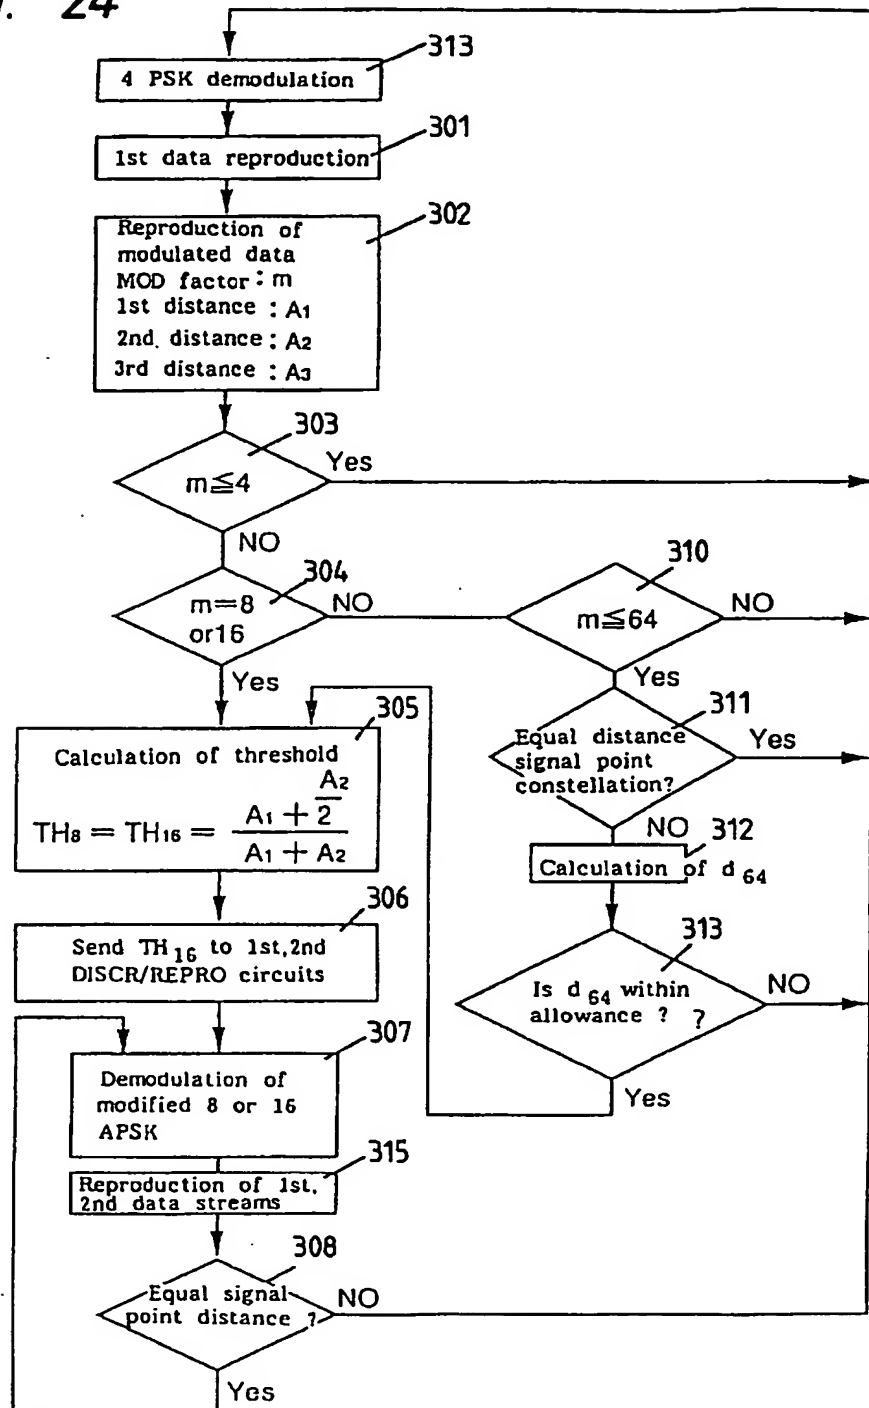 24
313
4 PSK demodulation
301
1st data reproduction
302
Reproduction of
modulated data
MOD factor : m
1st distance : A1
2nd. distance : A2
3rd distance : A3
303
m≦4
Yes
NO
304
m=8
or16
NO
Yes
310
m≦64
NO
Yes
311
Equal distance
signal point
constellation?
Yes
NO
312
Calculation of d 64
313
Is d 64 within
allowance ? ?
NO
Yes
305
Calculation of threshold
TH8 = TH16 = (A1 + A2/2) / (A1 + A2)
306
Send TH16 to 1st,2nd
DISCR/REPRO circuits
307
Demodulation of
modified 8 or 16
APSK
315
Reproduction of 1st,
2nd data streams
308
Equal signal
point distance ?
NO
Yes